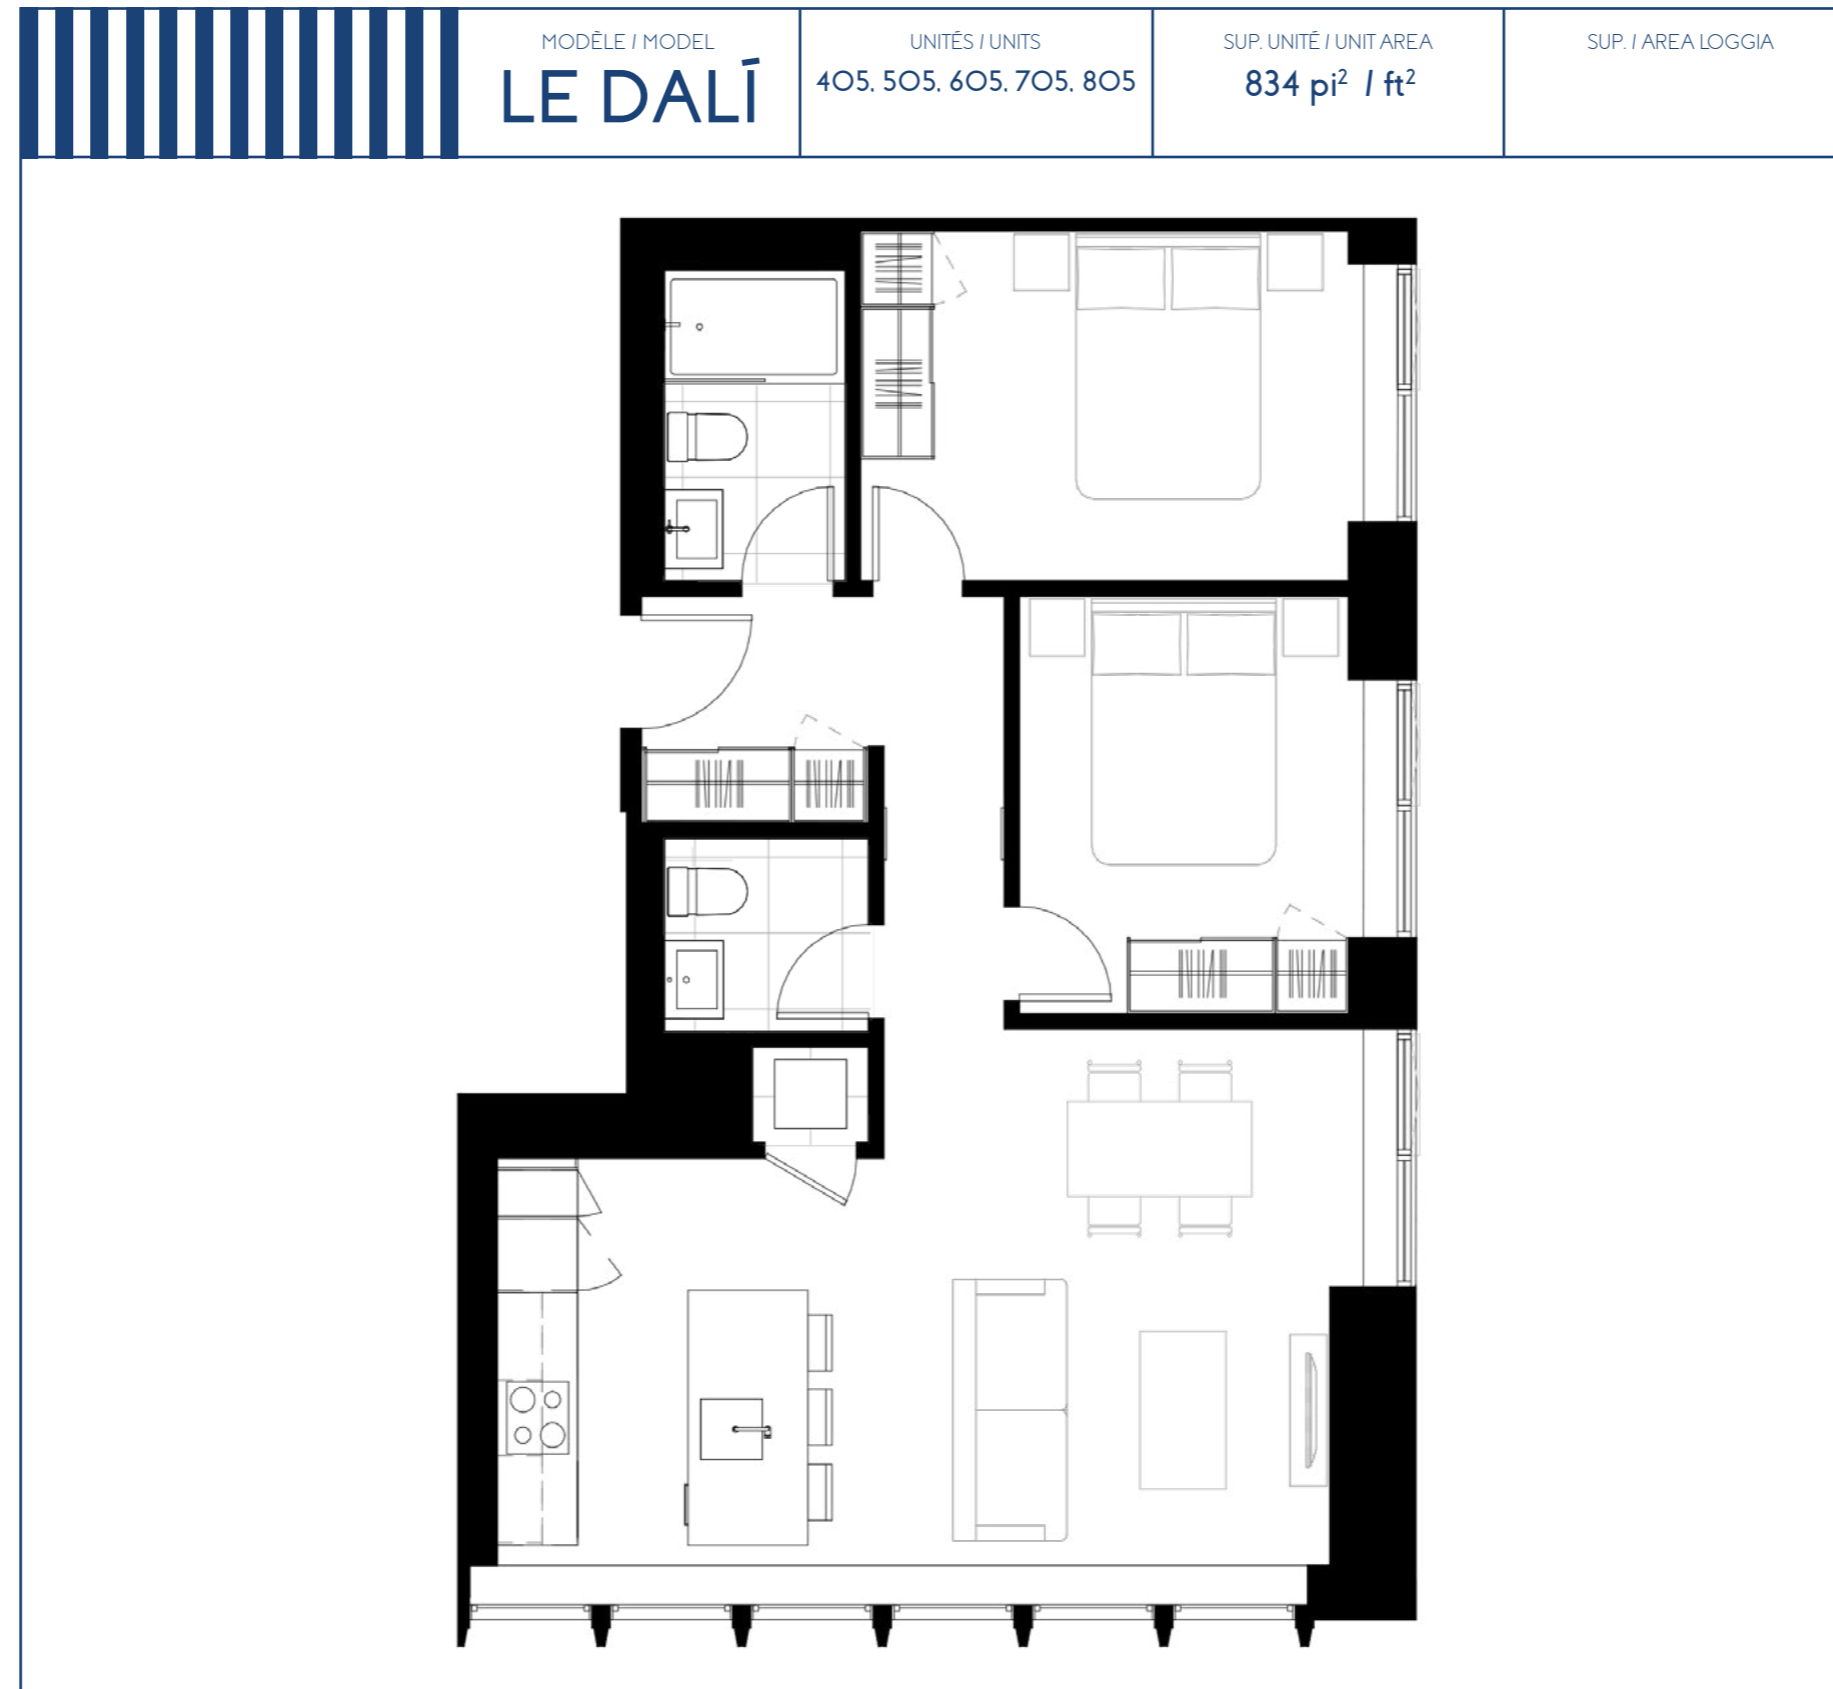 MODÈLE / MODEL
LE DALÍ
UNITÉS / UNITS
405, 505, 605, 705, 805
SUP. UNITÉ / UNIT AREA
834 pi² / ft²
SUP. / AREA LOGGIA